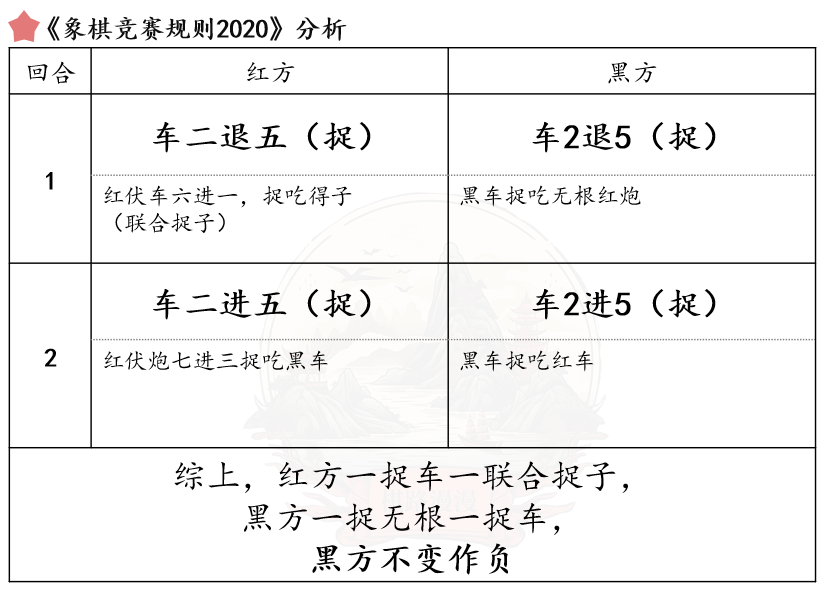 《象棋竞赛规则2020》分析
回合 红方 黑方
1
车二退五（捉） 车2退5（捉）
红伏车六进一，捉吃得子
（联合捉子）
黑车捉吃无根红炮
2
车二进五（捉） 车2进5（捉）
红伏炮七进三捉吃黑车
黑车捉吃红车
综上，红方一捉车一联合捉子，
黑方一捉无根一捉车，
黑方不变作负